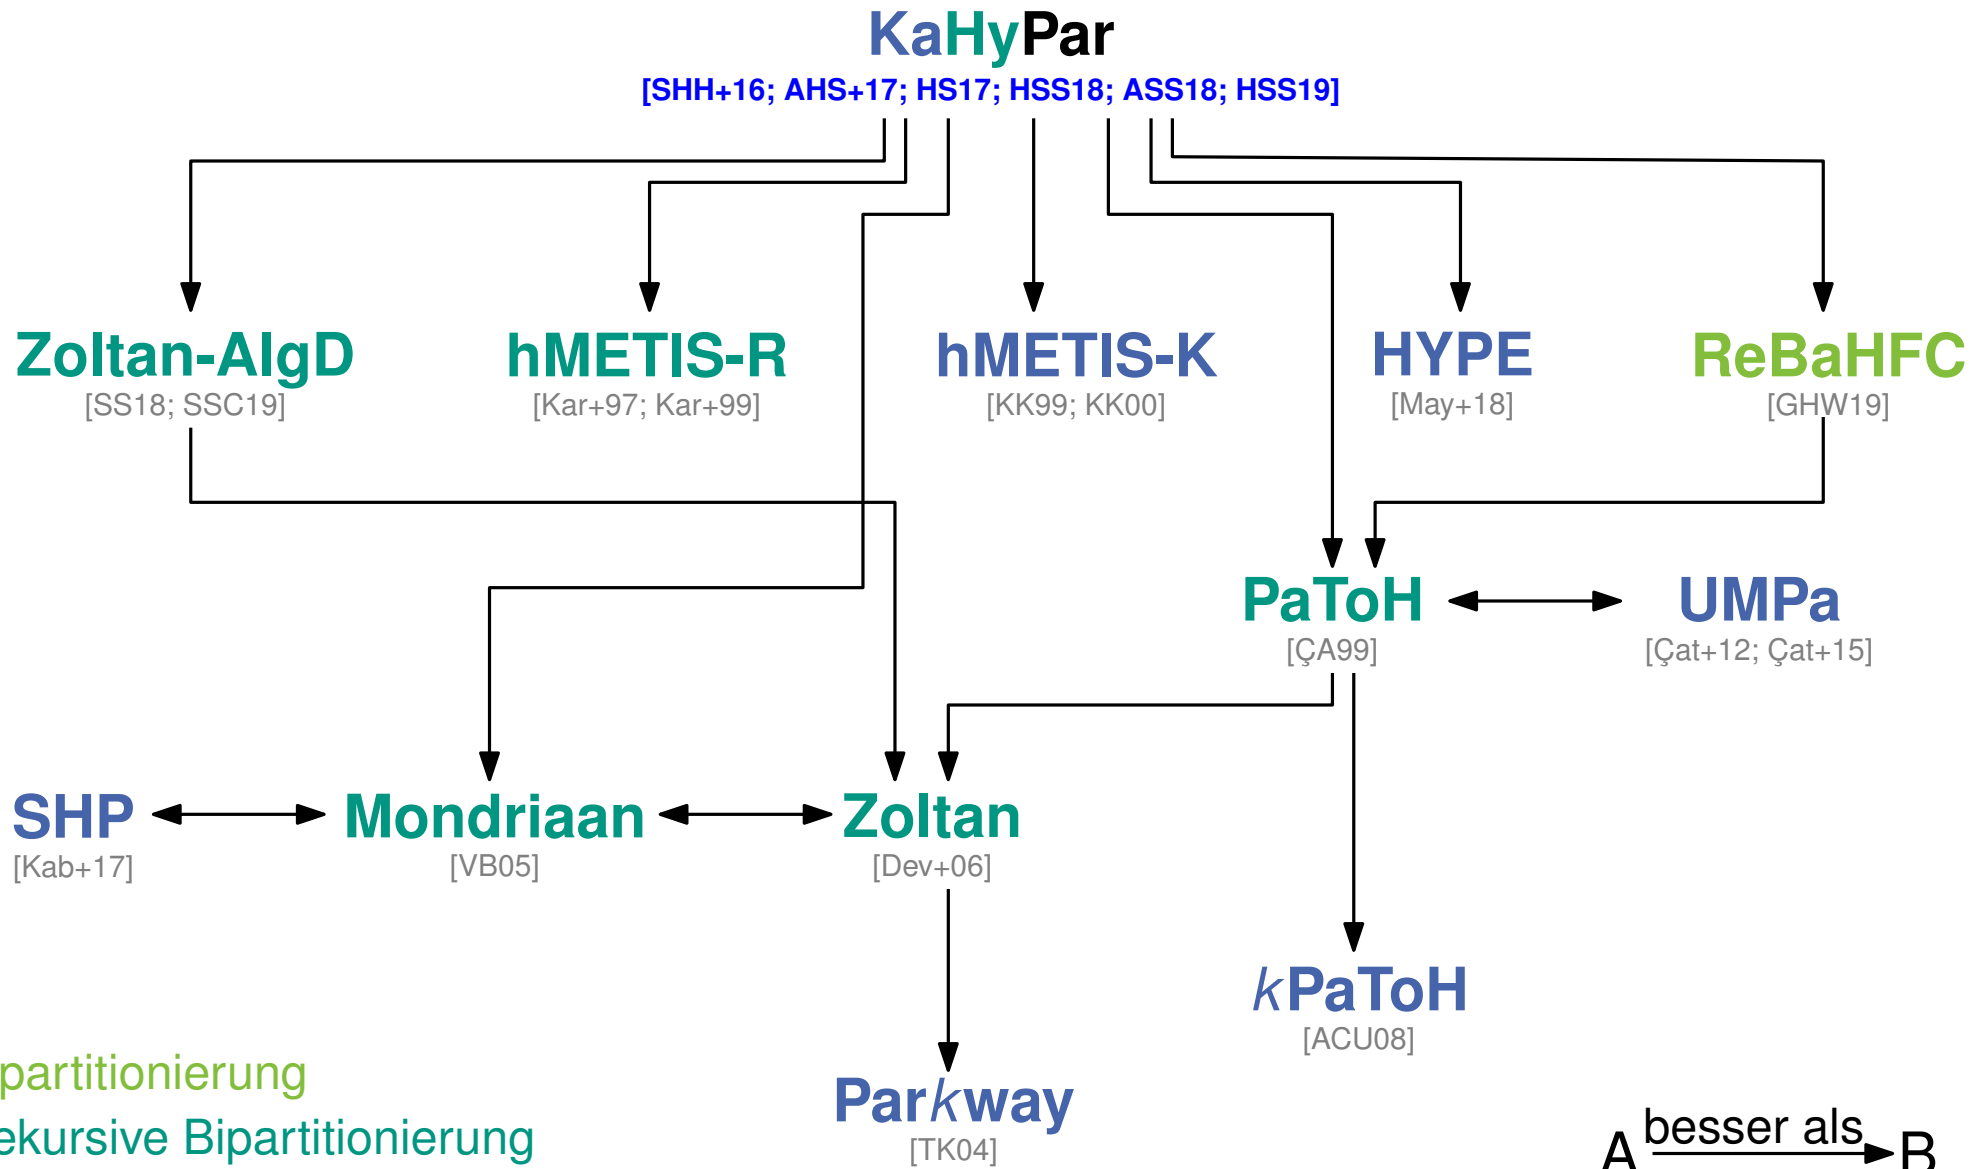 KaHyPar
[SHH+16; AHS+17; HS17; HSS18; ASS18; HSS19]
Zoltan-AlgD
[SS18; SSC19]
hMETIS-R
[Kar+97; Kar+99]
hMETIS-K
[KK99; KK00]
HYPE
[May+18]
ReBaHFC
[GHW19]
PaToH
[ÇA99]
UMPa
[Çat+12; Çat+15]
SHP
[Kab+17]
Mondriaan
[VB05]
Zoltan
[Dev+06]
kPaToH
[ACU08]
Parkway
[TK04]
partitionierung
ekursive Bipartitionierung
A besser als B